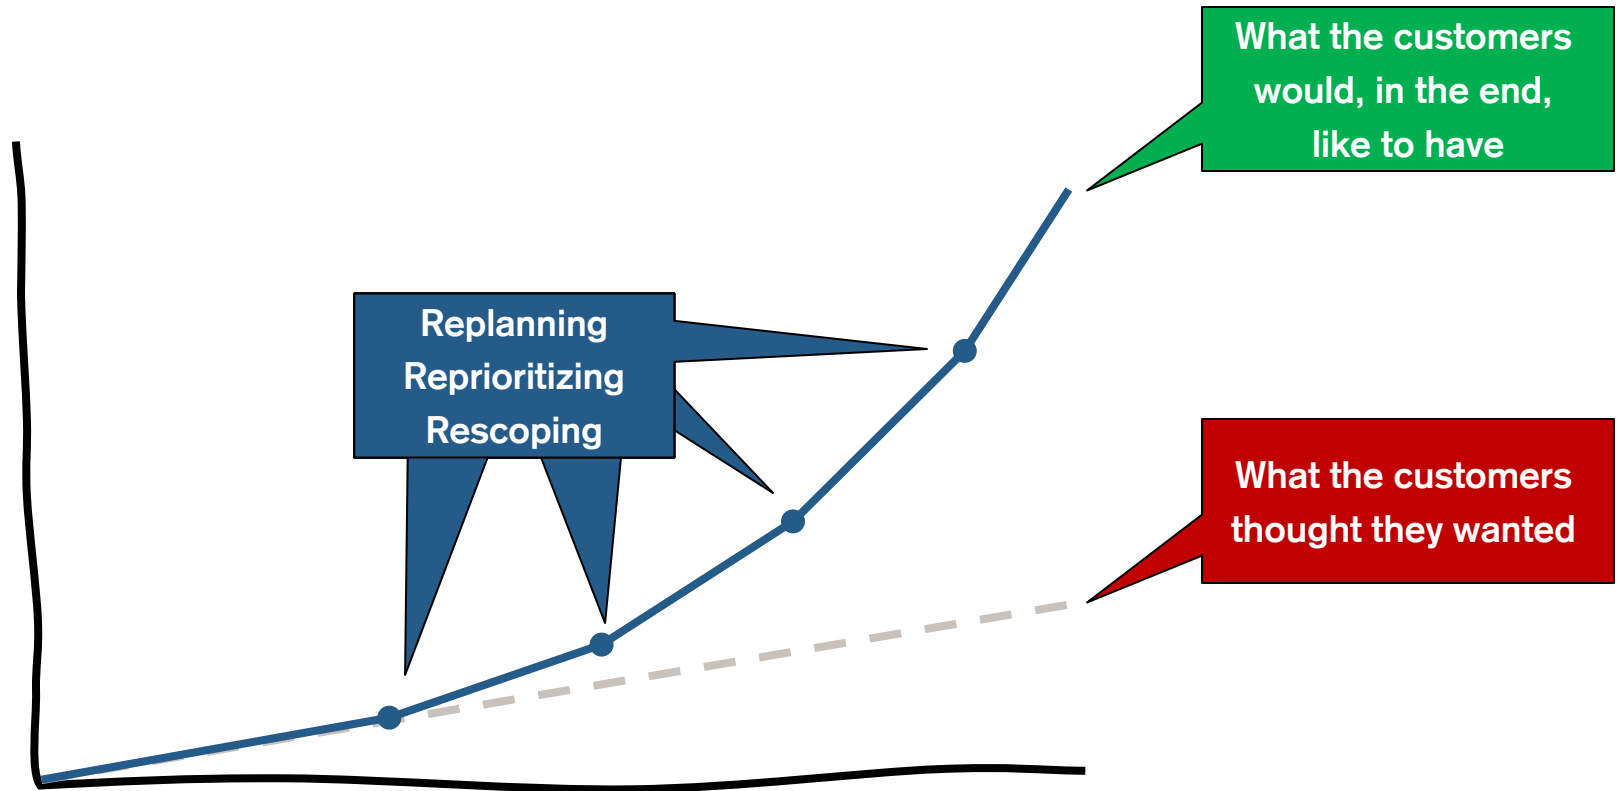 What the customers
would, in the end,
like to have
Replanning
Reprioritizing
Rescoping
What the customers
thought they wanted